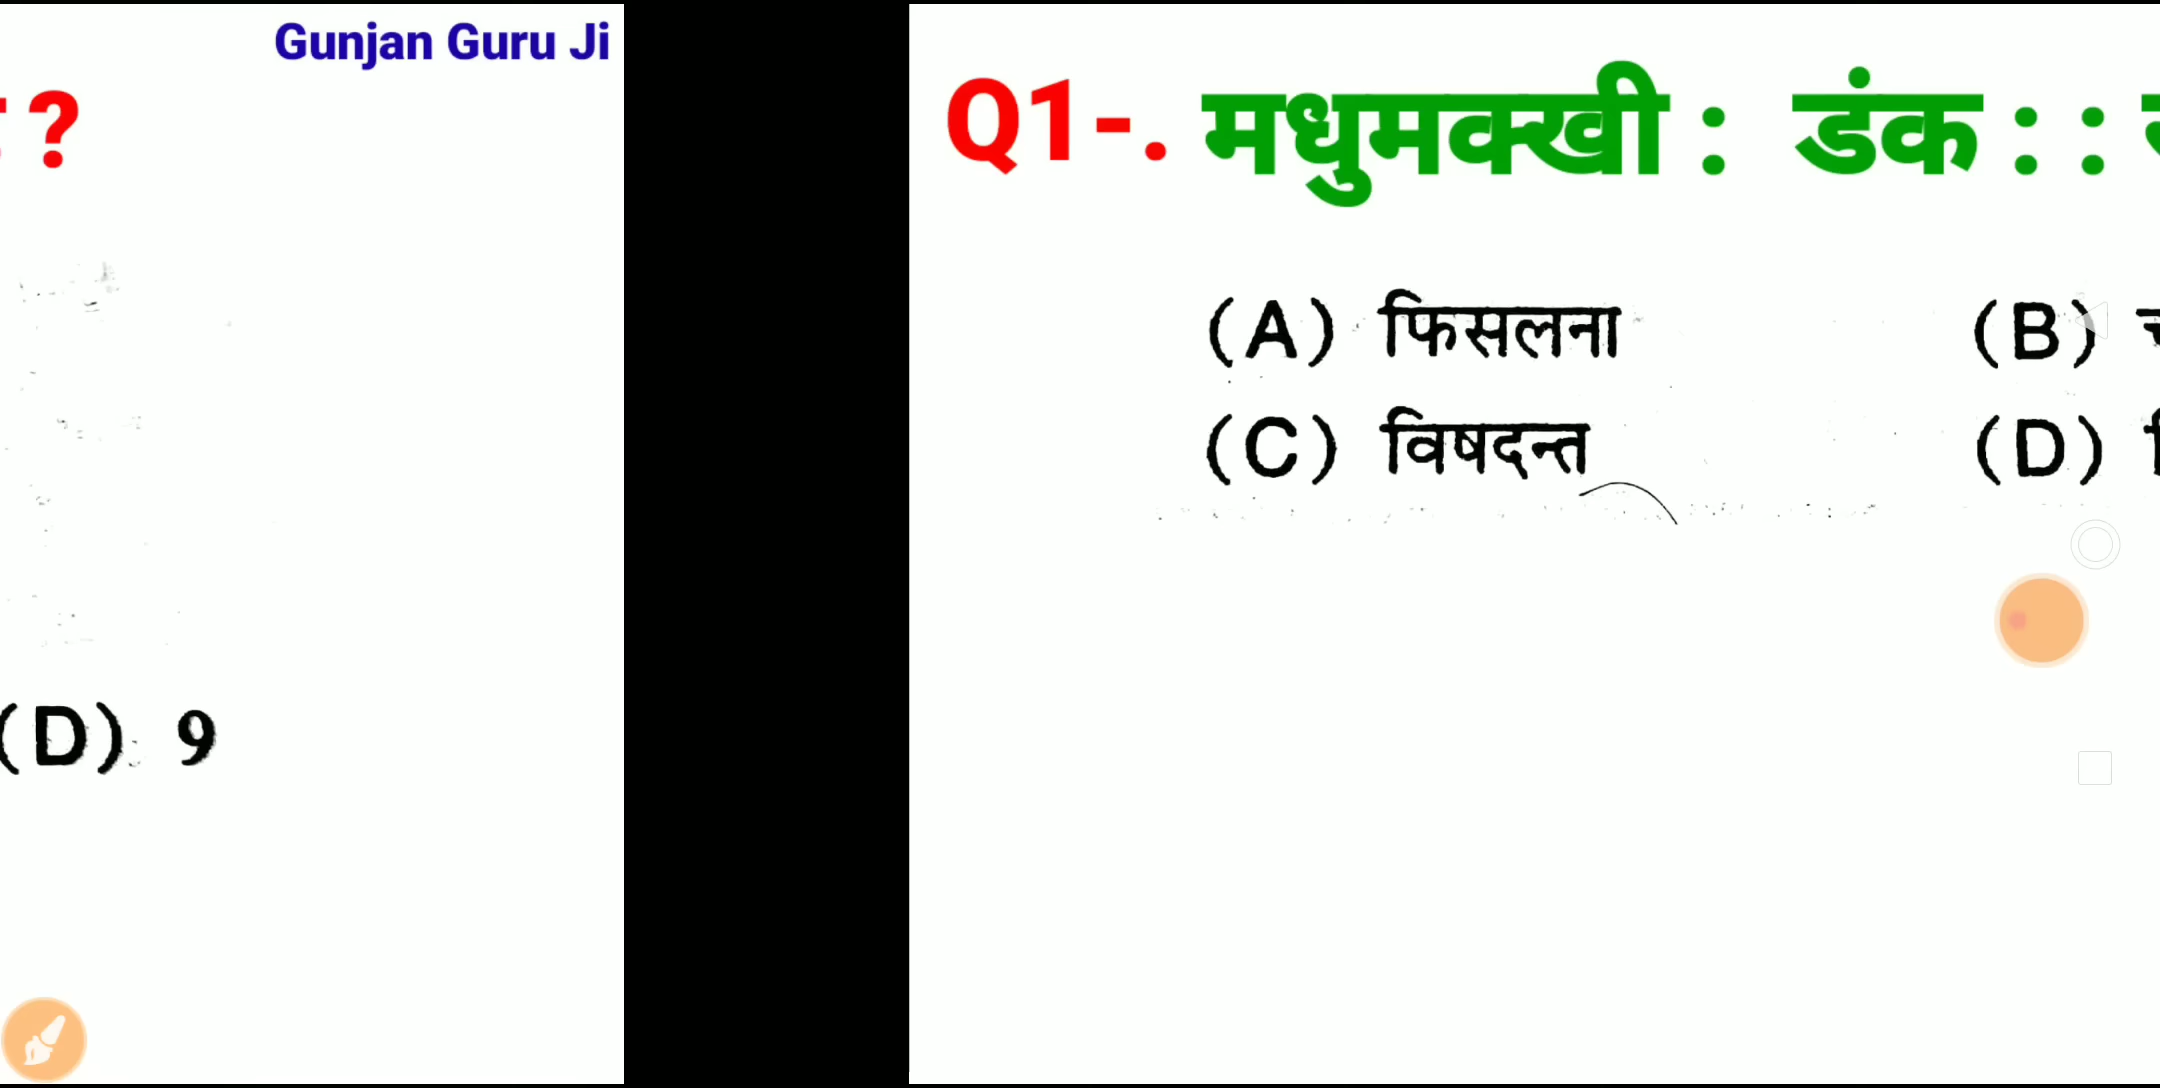 Gunjan Guru Ji
?
(D) 9
Q1-. मधुमक्खी : डंक : :
(A) फिसलना (B)
(C) विषदन्त (D)